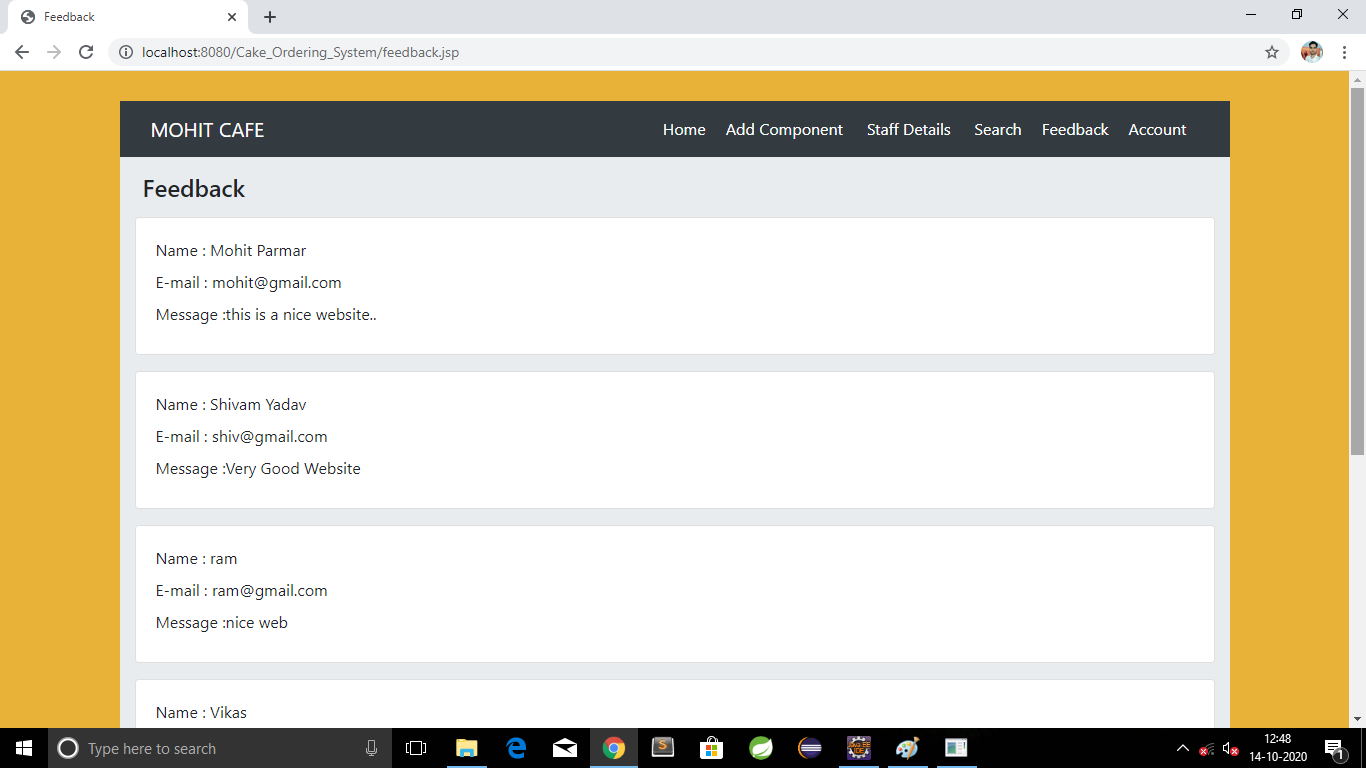 Feedback
localhost:8080/Cake_Ordering_System/feedback.jsp
MOHIT CAFE Home Add Component Staff Details Search Feedback Account
Feedback
Name : Mohit Parmar
E-mail : mohit@gmail.com
Message :this is a nice website..
Name : Shivam Yadav
E-mail : shiv@gmail.com
Message :Very Good Website
Name : ram
E-mail : ram@gmail.com
Message :nice web
Name : Vikas
Type here to search
12:48
14-10-2020
1